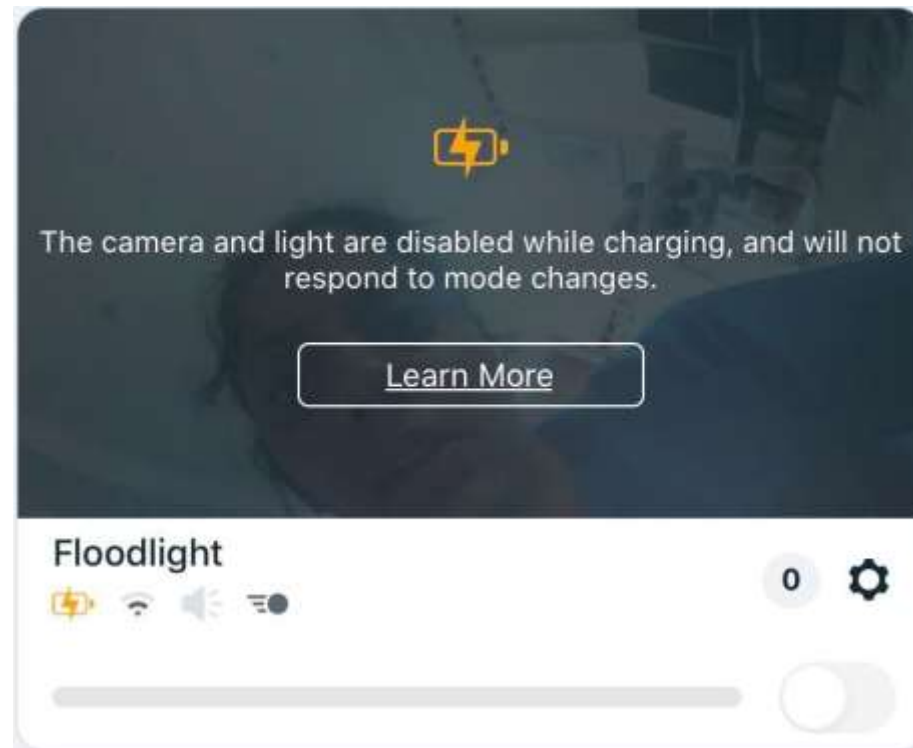 The camera and light are disabled while charging, and will not
respond to mode changes.
Learn More
Floodlight
0